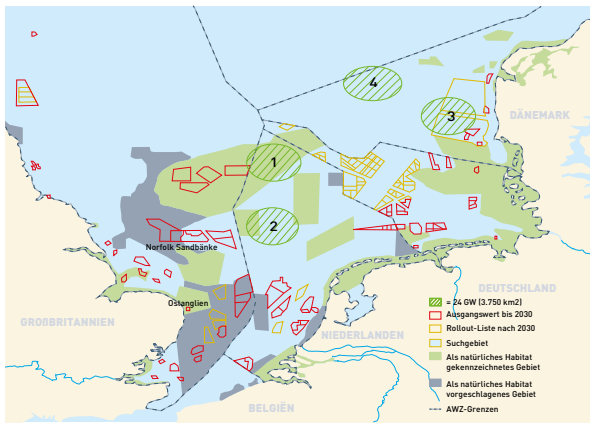 4
3
DÄNEMARK
1
2
Norfolk Sandbänke
Ostanglien
GROẞBRITANNIEN
NIEDERLANDEN
DEUTSCHLAND
BELGIËN
= 24 GW (3.750 km2)
Ausgangswert bis 2030
Rollout-Liste nach 2030
Suchgebiet
Als natürliches Habitat
gekennzeichnetes Gebiet
Als natürliches Habitat
vorgeschlagenes Gebiet
AWZ-Grenzen